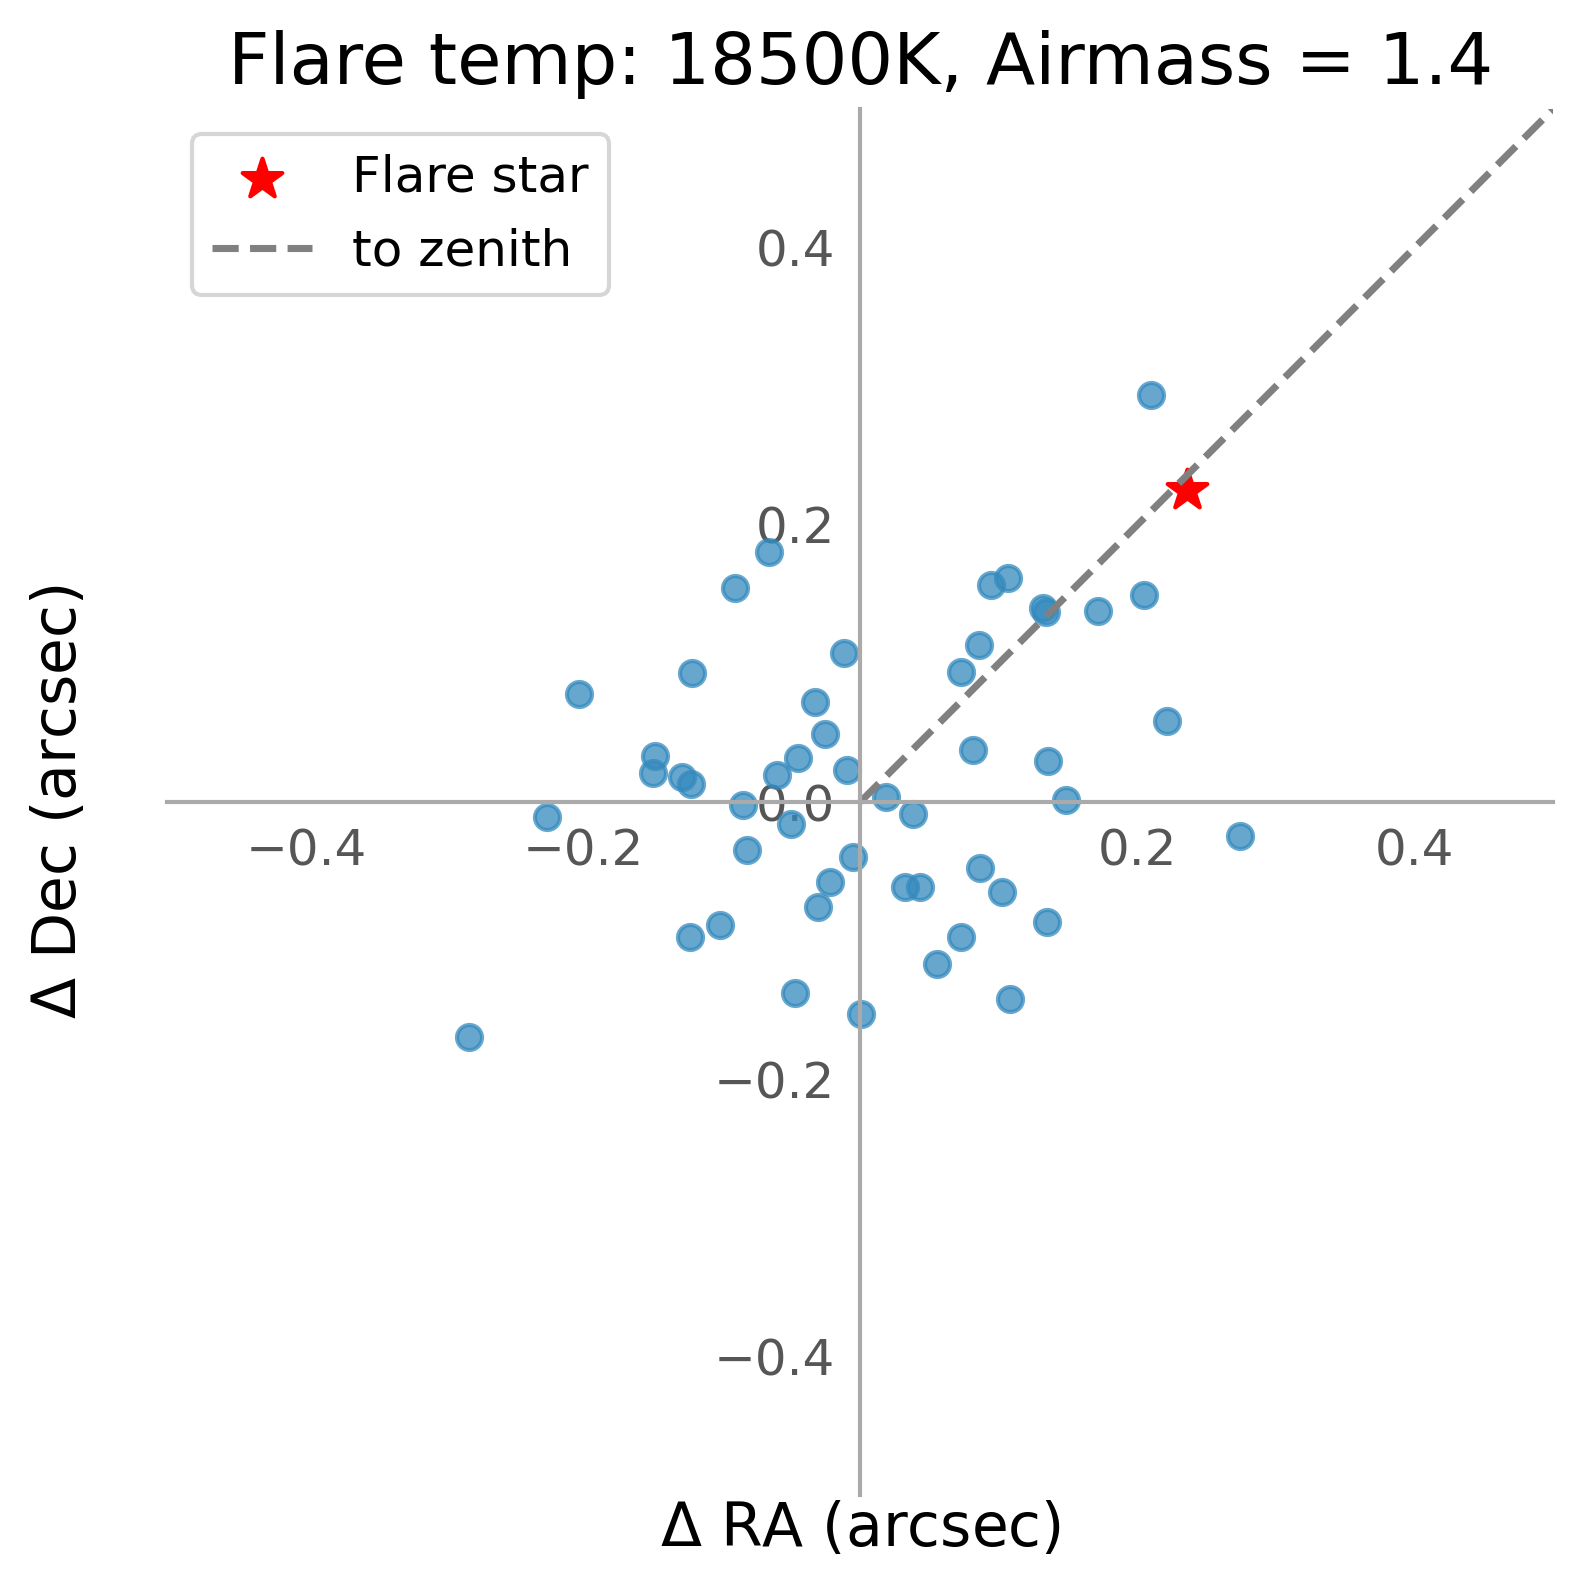 Flare temp: 18500K, Airmass = 1.4
Flare star
to zenith
0.4
0.2
0.0
−0.4
−0.2
0.2
0.4
−0.2
−0.4
Δ Dec (arcsec)
Δ RA (arcsec)